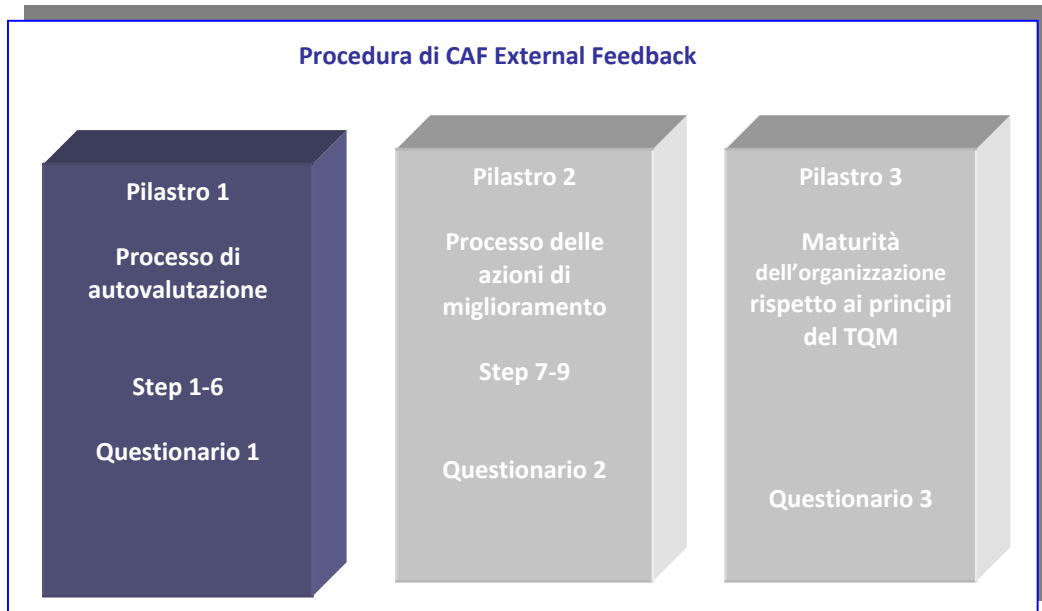 Procedura di CAF External Feedback
Pilastro 1
Processo di
autovalutazione
Step 1-6
Questionario 1
Pilastro 2
Processo delle
azioni di
miglioramento
Step 7-9
Questionario 2
Pilastro 3
Maturità
dell’organizzazione
rispetto ai principi
del TQM
Questionario 3